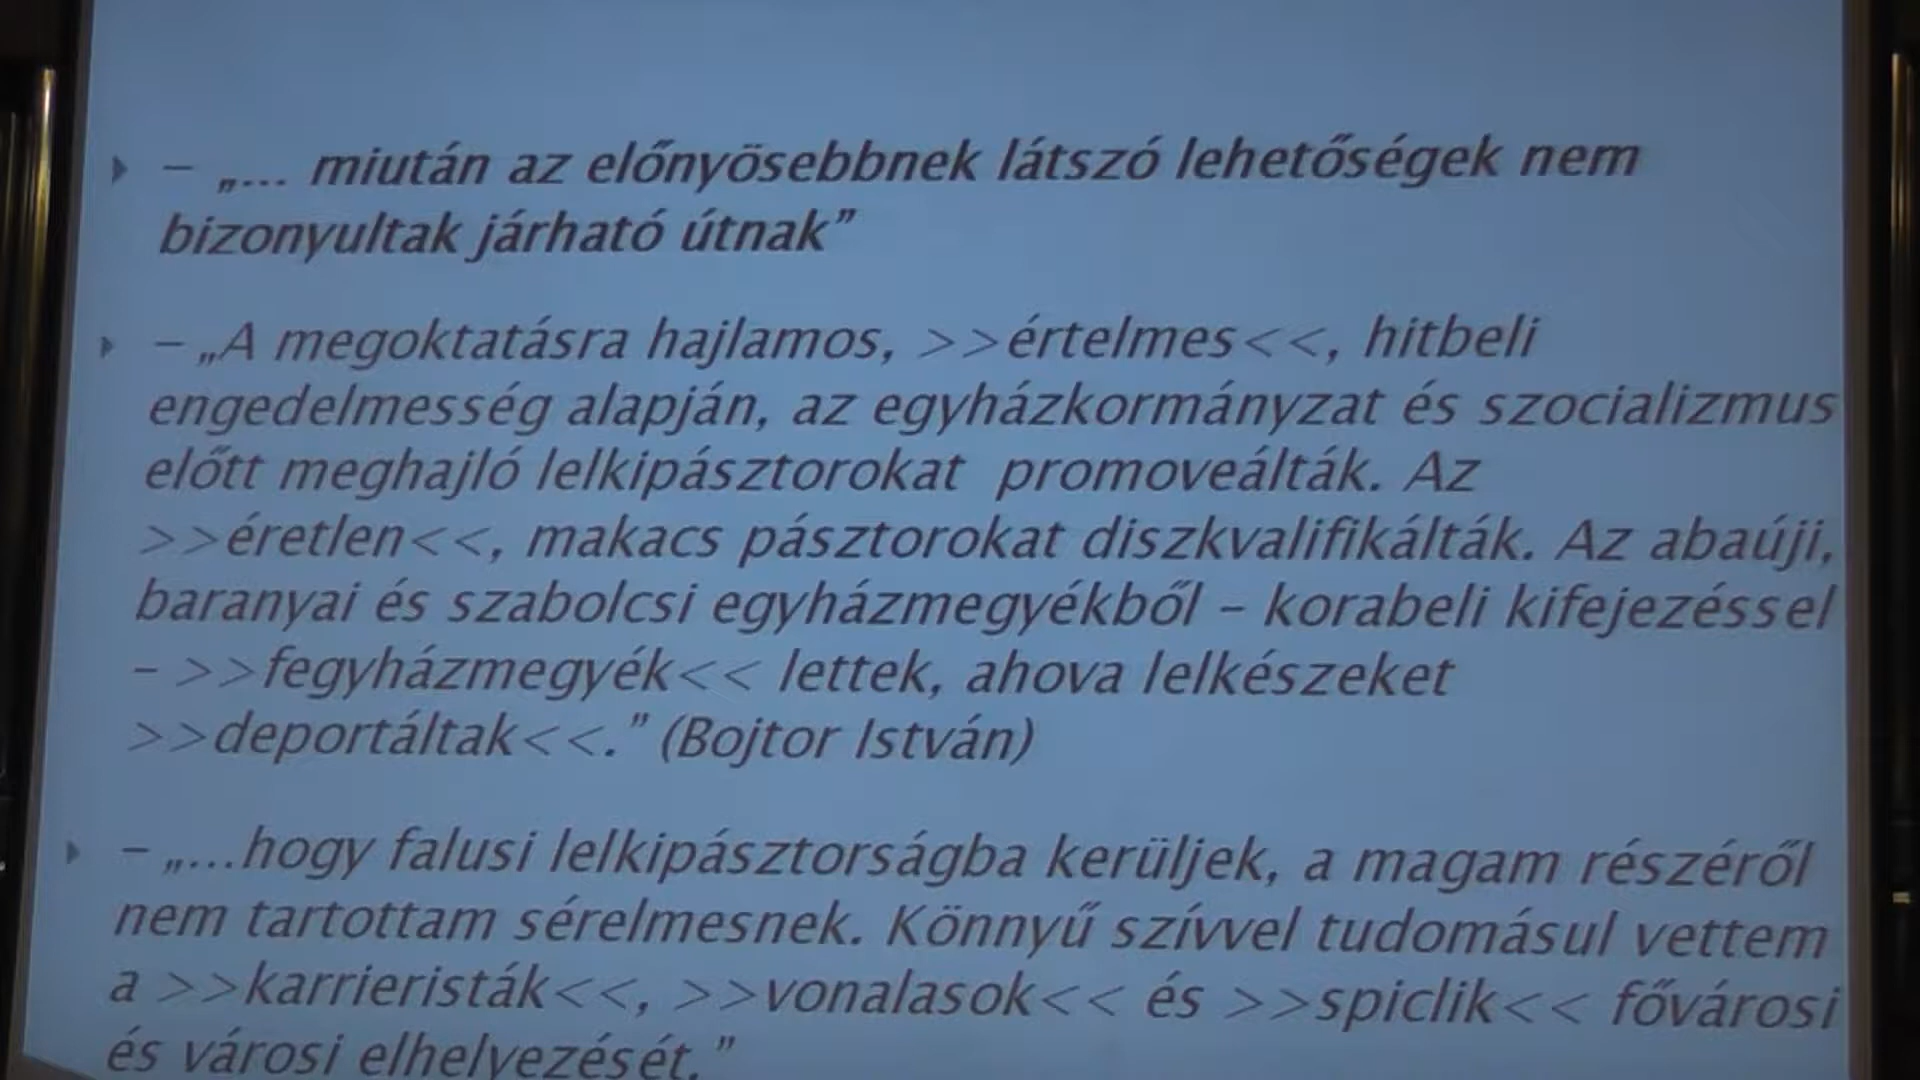 – „... miután az előnyösebbnek látszó lehetőségek nem
bizonyultak járható útnak”
– „A megoktatásra hajlamos, >>értelmes<<, hitbeli
engedelmesség alapján, az egyházkormányzat és szocializmus
előtt meghajló lelkipásztorokat promoveálták. Az
>>éretlen<<, makacs pásztorokat diszkvalifikálták. Az abaúji,
baranyai és szabolcsi egyházmegyékből – korabeli kifejezéssel
– >>fegyházmegyék<< lettek, ahova lelkészeket
>>deportáltak<<.” (Bojtor István)
– „...hogy falusi lelkipásztorságba kerüljek, a magam részéről
nem tartottam sérelmesnek. Könnyű szívvel tudomásul vettem
a >>karrieristák<<, >>vonalasok<< és >>spiclik<< fővárosi
és városi elhelyezését.”